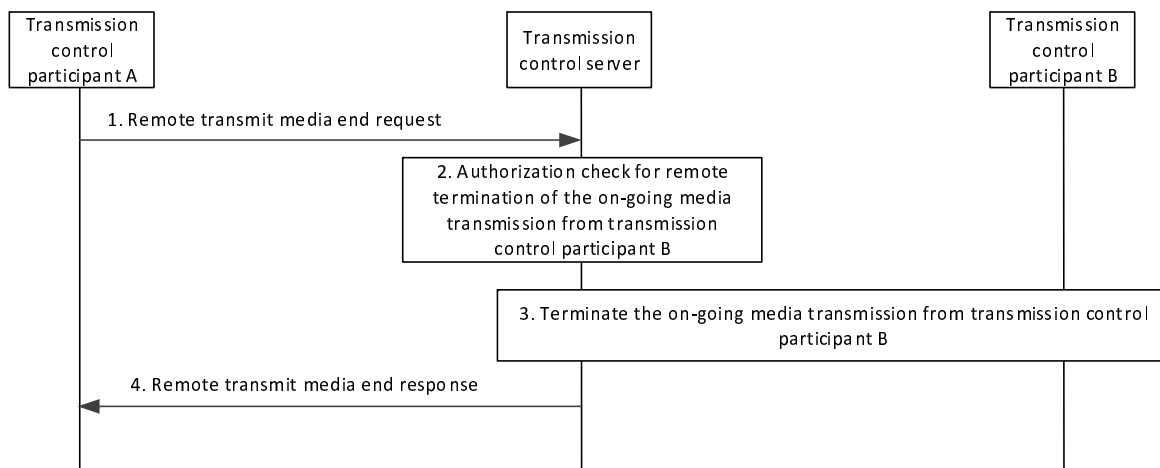 Transmission
control
participant A
Transmission
control server
Transmission
control
participant B
1. Remote transmit media end request
2. Authorization check for remote
termination of the on-going media
transmission from transmission
control participant B
3. Terminate the on-going media transmission from transmission control
participant B
4. Remote transmit media end response